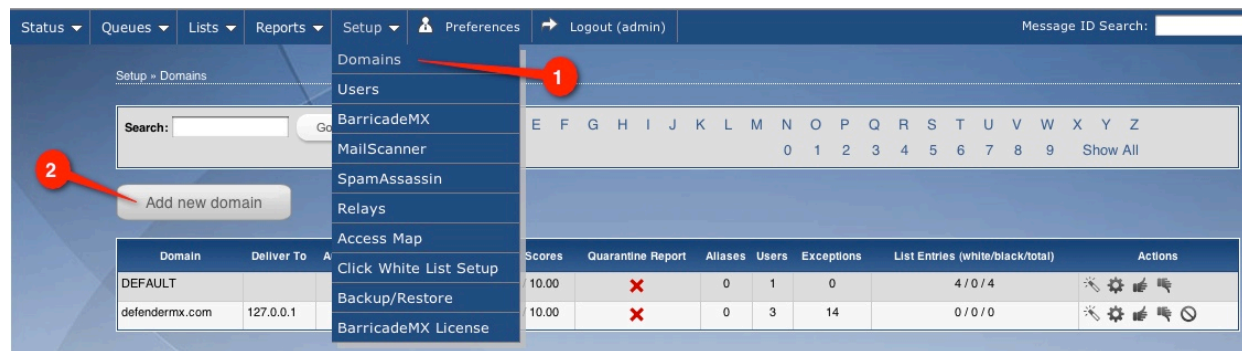 Status Queues Lists Reports Setup Preferences Logout (admin) Message ID Search:
Domains
Setup » Domains
1
Users
Search: Go BarricadeMX E F G H I J K L M N O P Q R S T U V W X Y Z
MailScanner 0 1 2 3 4 5 6 7 8 9 Show All
2
SpamAssassin
Add new domain Relays
Access Map
Domain Deliver To Scores Quarantine Report Aliases Users Exceptions List Entries (white/black/total) Actions
Click White List Setup
DEFAULT / 10.00 0 1 0 4 / 0 / 4
Backup/Restore
defendermx.com 127.0.0.1 / 10.00 0 3 14 0 / 0 / 0
BarricadeMX License